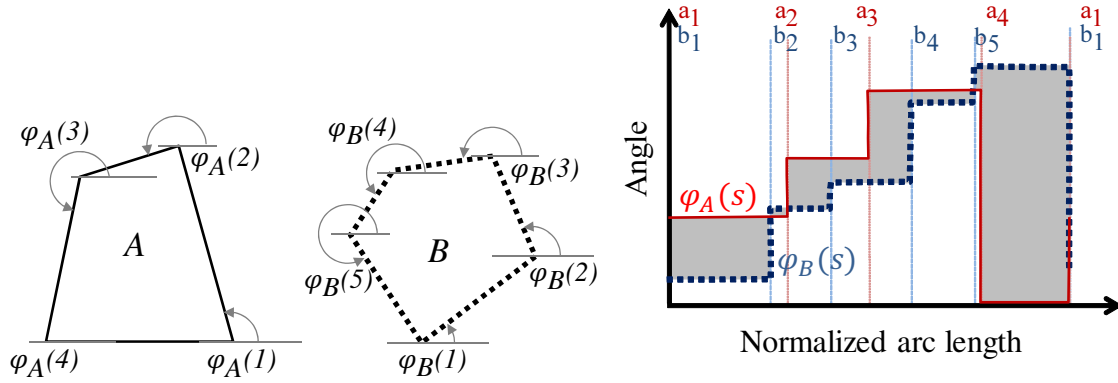 φA(3)
φA(2)
A
φA(4)
φA(1)
φB(4)
φB(3)
B
φB(2)
φB(5)
φB(1)
a1 a2 a3 a4 a1
b1 b2 b3 b4 b5 b1
Angle
φA(s)
φB(s)
Normalized arc length